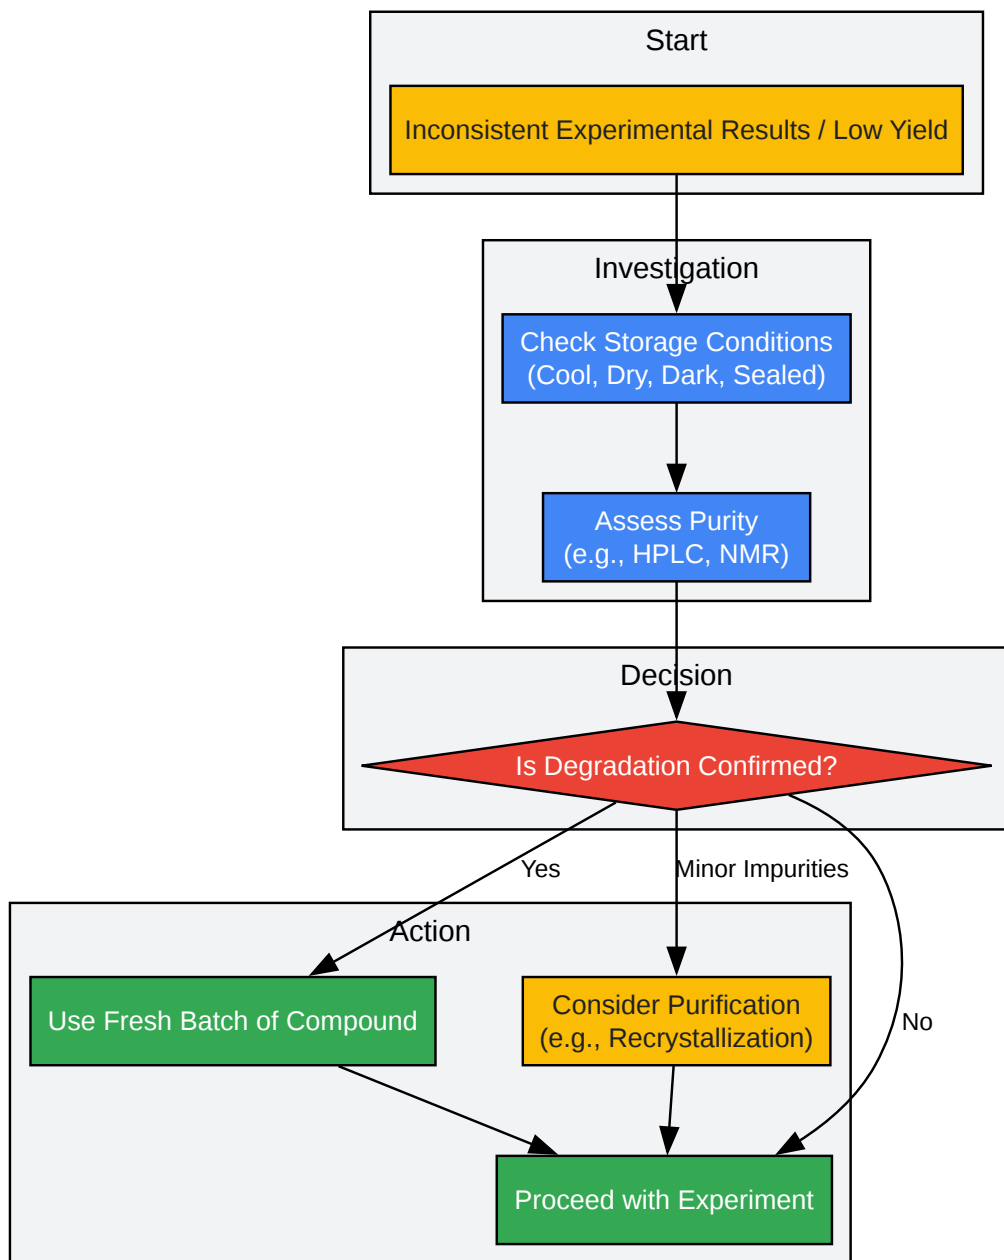 Start
Inconsistent Experimental Results / Low Yield
Investigation
Check Storage Conditions
(Cool, Dry, Dark, Sealed)
Assess Purity
(e.g., HPLC, NMR)
Decision
Is Degradation Confirmed?
Yes
Minor Impurities
Action
Use Fresh Batch of Compound
Consider Purification
(e.g., Recrystallization)
No
Proceed with Experiment